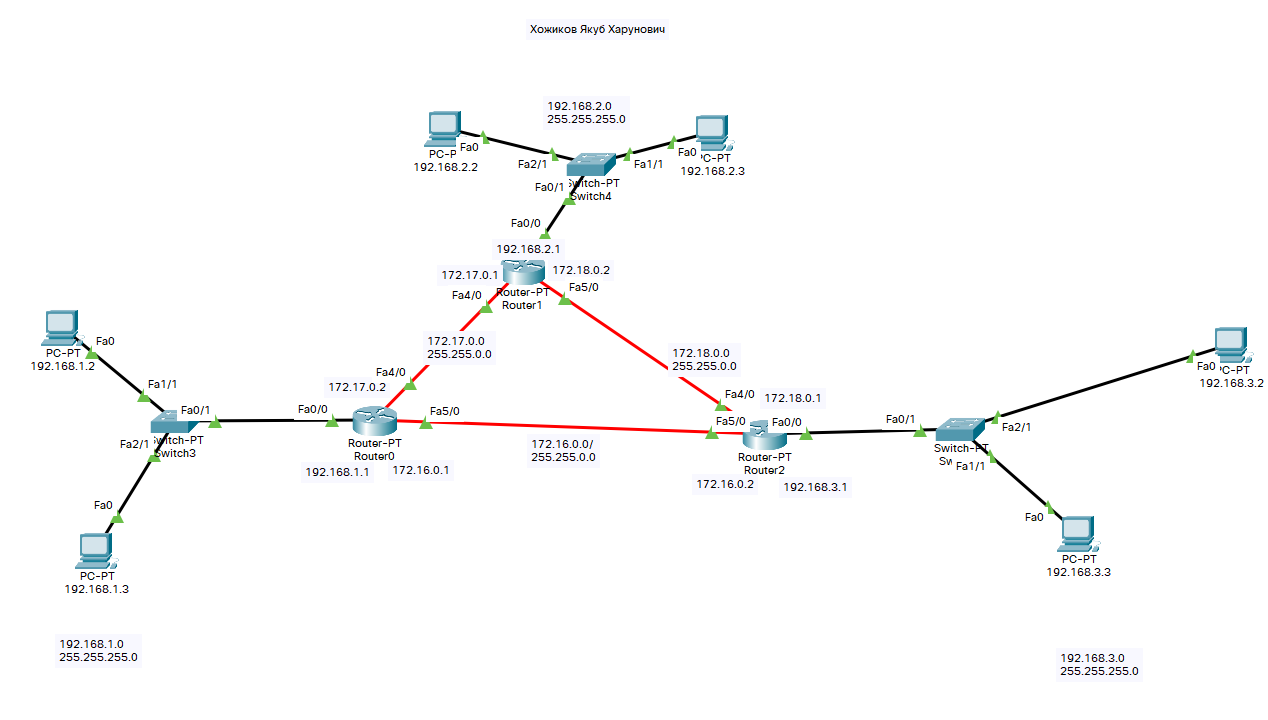 Хожиков Якуб Харунович
192.168.2.0
255.255.255.0
PC-P
192.168.2.2
Fa0
Fa2/1
Fa1/1
Fa0
C-PT
192.168.2.3
Fa0/1
witch-PT
Switch4
Fa0/0
192.168.2.1
172.17.0.1
172.18.0.2
Fa4/0
Router-PT
Router1
Fa5/0
172.17.0.0
255.255.0.0
172.18.0.0
255.255.0.0
PC-PT
192.168.1.2
Fa0
Fa1/1
Fa0/1
Fa2/1
witch-PT
Switch3
Fa0
PC-PT
192.168.1.3
172.17.0.2
Fa4/0
Fa0/0
Fa5/0
Router-PT
Router0
192.168.1.1
172.16.0.1
172.16.0.0/
255.255.0.0
Fa4/0
172.18.0.1
Fa5/0
Fa0/0
Router-PT
Router2
172.16.0.2
192.168.3.1
Fa0/1
Fa2/1
Switch-PT
Sw
Fa1/1
Fa0
C-PT
192.168.3.2
Fa0
PC-PT
192.168.3.3
192.168.1.0
255.255.255.0
192.168.3.0
255.255.255.0